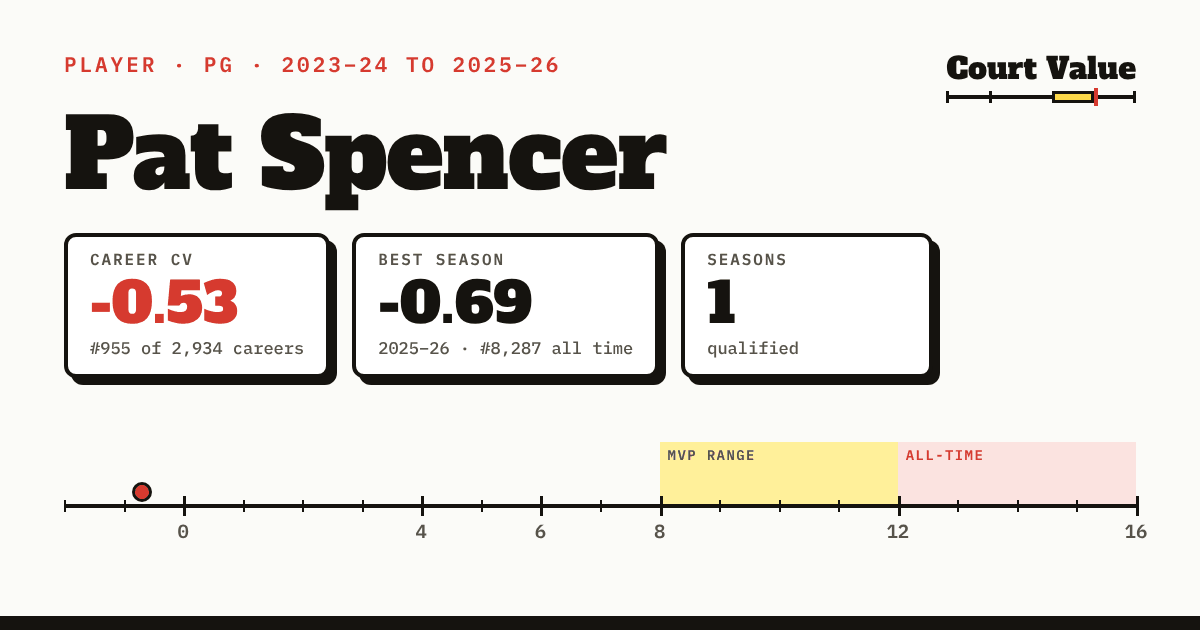 PLAYER · PG · 2023–24 TO 2025–26
Court Value
Pat Spencer
CAREER CV
-0.53
#955 of 2,934 careers
BEST SEASON
-0.69
2025–26 · #8,287 all time
SEASONS
1
qualified
MVP RANGE
ALL-TIME
0 4 6 8 12 16